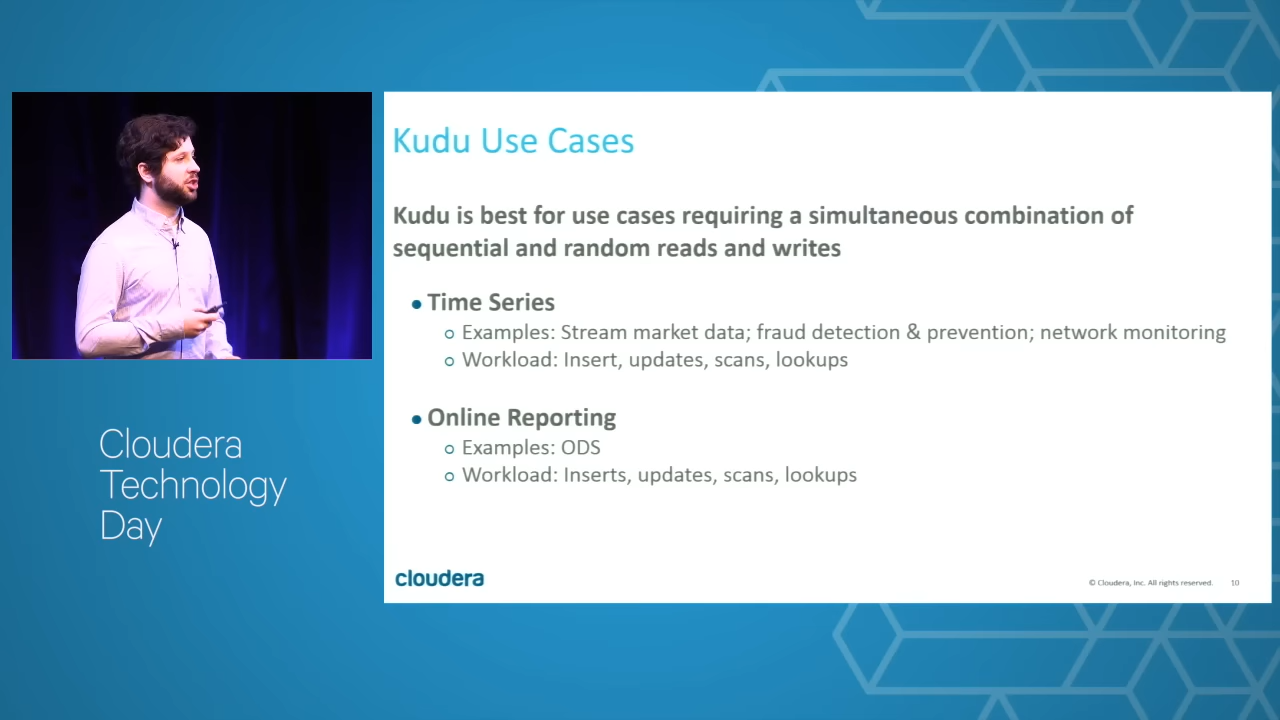 Kudu Use Cases
Kudu is best for use cases requiring a simultaneous combination of
sequential and random reads and writes
Time Series
Examples: Stream market data; fraud detection & prevention; network monitoring
Workload: Insert, updates, scans, lookups
Online Reporting
Examples: ODS
Workload: Inserts, updates, scans, lookups
cloudera
© Cloudera, Inc. All rights reserved. 10
Cloudera
Technology
Day